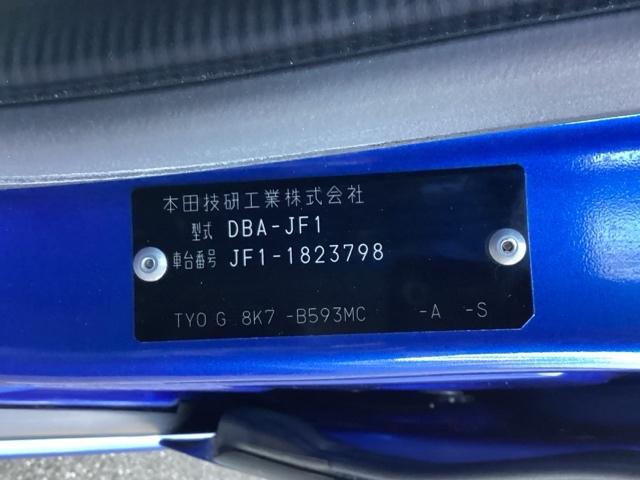 本田技研工業株式会社
型式 DBA-JF1
車台番号 JF1-1823798
TYO G 8K7 -B593MC -A -S